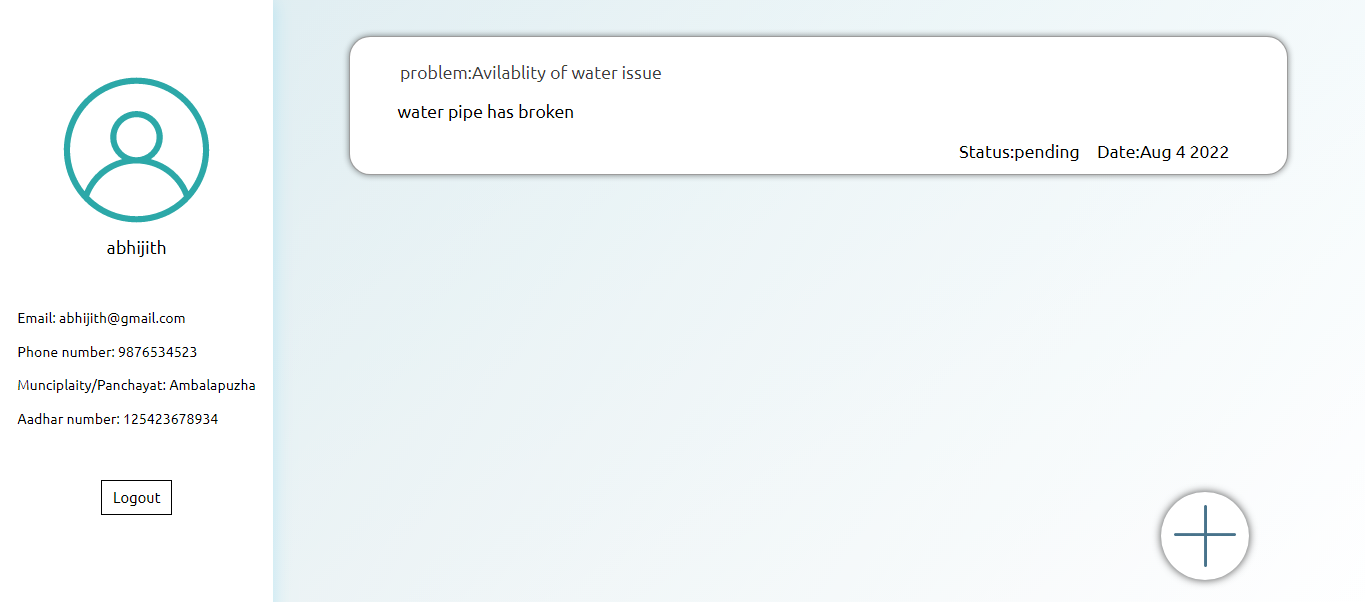 problem:Avilablity of water issue
water pipe has broken
Status:pending Date:Aug 4 2022
abhijith
Email: abhijith@gmail.com
Phone number: 9876534523
Munciplaity/Panchayat: Ambalapuzha
Aadhar number: 125423678934
Logout